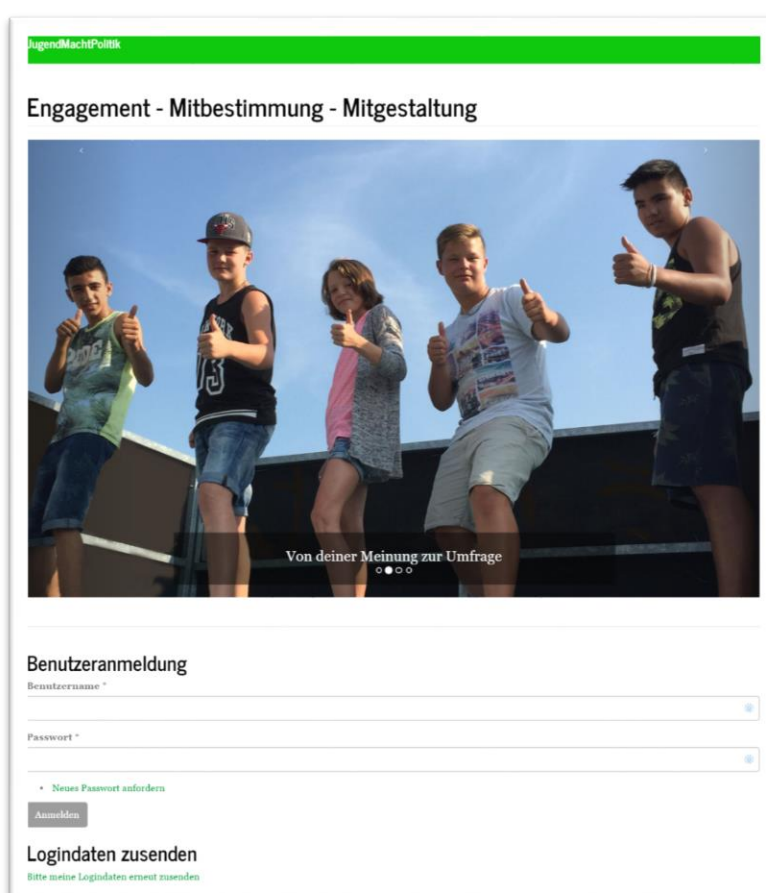 JugendMachtPolitik
Engagement - Mitbestimmung - Mitgestaltung
Von deiner Meinung zur Umfrage
Benutzeranmeldung
Benutzername *
Passwort *
Neues Passwort anfordern
Anmelden
Logindaten zusenden
Bitte meine Logindaten erneut zusenden